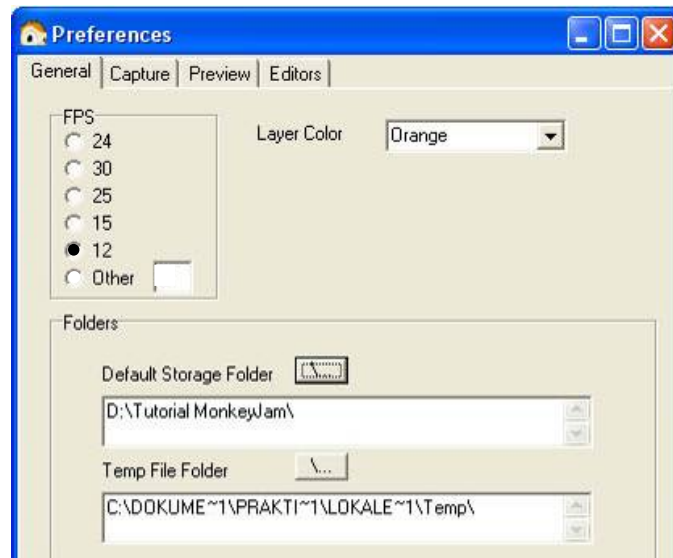 Preferences
General Capture Preview Editors
FPS
24
30
25
15
12
Other
Layer Color Orange
Folders
Default Storage Folder \...
D:\Tutorial MonkeyJam\
Temp File Folder \...
C:\DOKUME~1\PRAKTI~1\LOKALE~1\Temp\